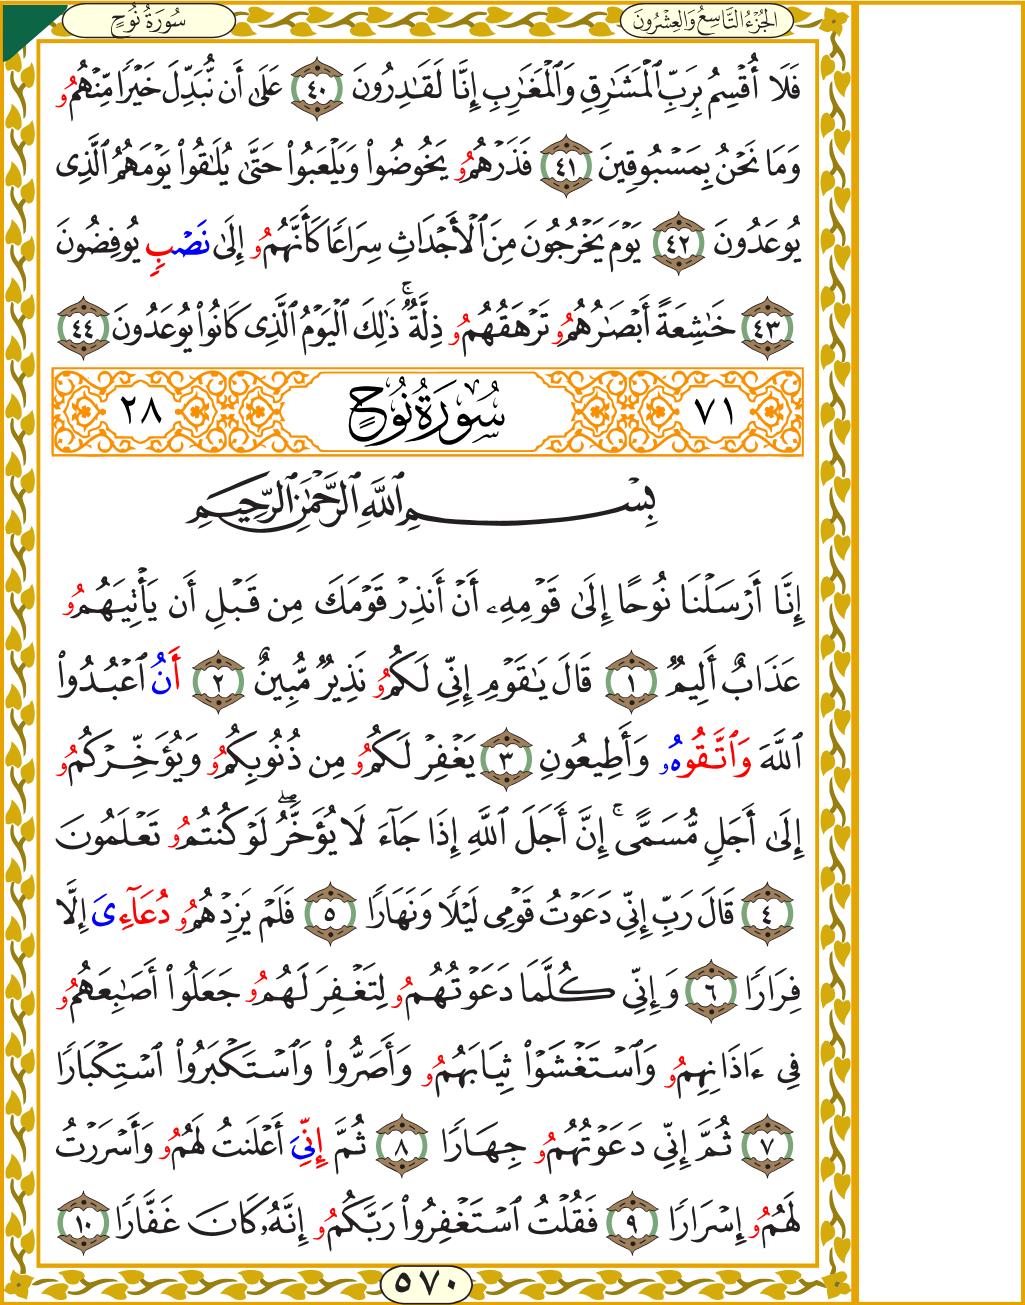 الجُزْءُ التَّاسِعُ وَالعِشْرُونَ
سُورَةُ نُوحٍ
فَلَا أُقْسِمُ بِرَبِّ ٱلْمَشَٰرِقِ وَٱلْمَغَٰرِبِ إِنَّا لَقَٰدِرُونَ ٤٠ عَلَىٰ أَن نُّبَدِّلَ خَيْرًا مِّنْهُمُو
وَمَا نَحْنُ بِمَسْبُوقِينَ ٤١ فَذَرْهُمُو يَخُوضُوا۟ وَيَلْعَبُوا۟ حَتَّىٰ يُلَٰقُوا۟ يَوْمَهُمُ ٱلَّذِى
يُوعَدُونَ ٤٢ يَوْمَ يَخْرُجُونَ مِنَ ٱلْأَجْدَاثِ سِرَاعًا كَأَنَّهُمُو إِلَىٰ نَصْبٍ يُوفِضُونَ
٤٣ خَٰشِعَةً أَبْصَٰرُهُمُو تَرْهَقُهُمُو ذِلَّةٌ ۚ ذَٰلِكَ ٱلْيَوْمُ ٱلَّذِى كَانُوا۟ يُوعَدُونَ ٤٤
٧١ سُورَةُ نُوحٍ ٢٨
بِسْمِ ٱللَّهِ ٱلرَّحْمَٰنِ ٱلرَّحِيمِ
إِنَّا أَرْسَلْنَا نُوحًا إِلَىٰ قَوْمِهِۦ أَنْ أَنذِرْ قَوْمَكَ مِن قَبْلِ أَن يَأْتِيَهُمُو
عَذَابٌ أَلِيمٌ ١ قَالَ يَٰقَوْمِ إِنِّى لَكُمُو نَذِيرٌ مُّبِينٌ ٢ أَنُ ٱعْبُدُوا۟
ٱللَّهَ وَٱتَّقُوهُۥ وَأَطِيعُونِ ٣ يَغْفِرْ لَكُمُو مِن ذُنُوبِكُمُو وَيُؤَخِّرْكُمُو
إِلَىٰ أَجَلٍ مُّسَمًّى ۚ إِنَّ أَجَلَ ٱللَّهِ إِذَا جَآءَ لَا يُؤَخَّرُ ۖ لَوْ كُنتُمُو تَعْلَمُونَ
٤ قَالَ رَبِّ إِنِّى دَعَوْتُ قَوْمِى لَيْلًا وَنَهَارًا ٥ فَلَمْ يَزِدْهُمُو دُعَآءِىَ إِلَّا
فِرَارًا ٦ وَإِنِّى كُلَّمَا دَعَوْتُهُمُو لِتَغْفِرَ لَهُمُو جَعَلُوا۟ أَصَٰبِعَهُمُو
فِى ءَاذَانِهِمُو وَٱسْتَغْشَوْا۟ ثِيَابَهُمُو وَأَصَرُّوا۟ وَٱسْتَكْبَرُوا۟ ٱسْتِكْبَارًا
٧ ثُمَّ إِنِّى دَعَوْتُهُمُو جِهَارًا ٨ ثُمَّ إِنِّىَ أَعْلَنتُ لَهُمُو وَأَسْرَرْتُ
لَهُمُو إِسْرَارًا ٩ فَقُلْتُ ٱسْتَغْفِرُوا۟ رَبَّكُمُو إِنَّهُۥ كَانَ غَفَّارًا ١٠
٥٧٠